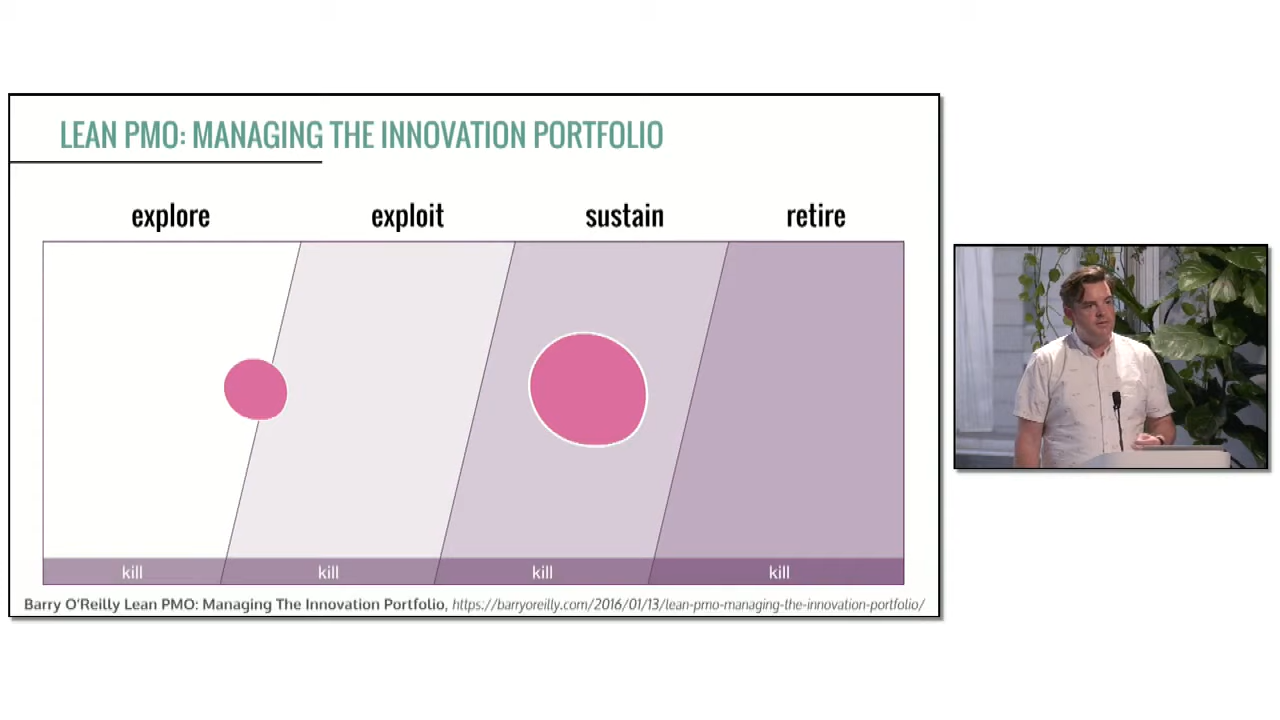 LEAN PMO: MANAGING THE INNOVATION PORTFOLIO
explore exploit sustain retire
kill kill kill kill
Barry O'Reilly Lean PMO: Managing The Innovation Portfolio, https://barryoreilly.com/2016/01/13/lean-pmo-managing-the-innovation-portfolio/